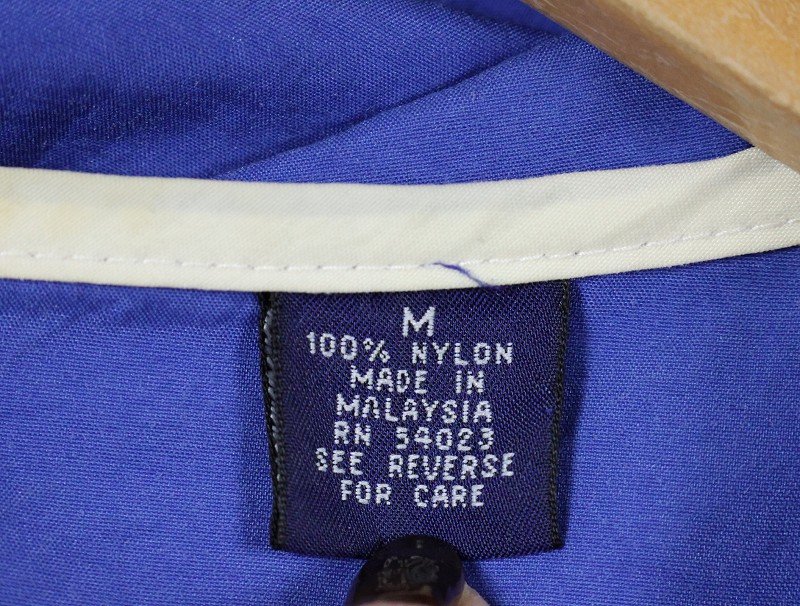 M
100% NYLON
MADE IN
MALAYSIA
RN 54023
SEE REVERSE
FOR CARE